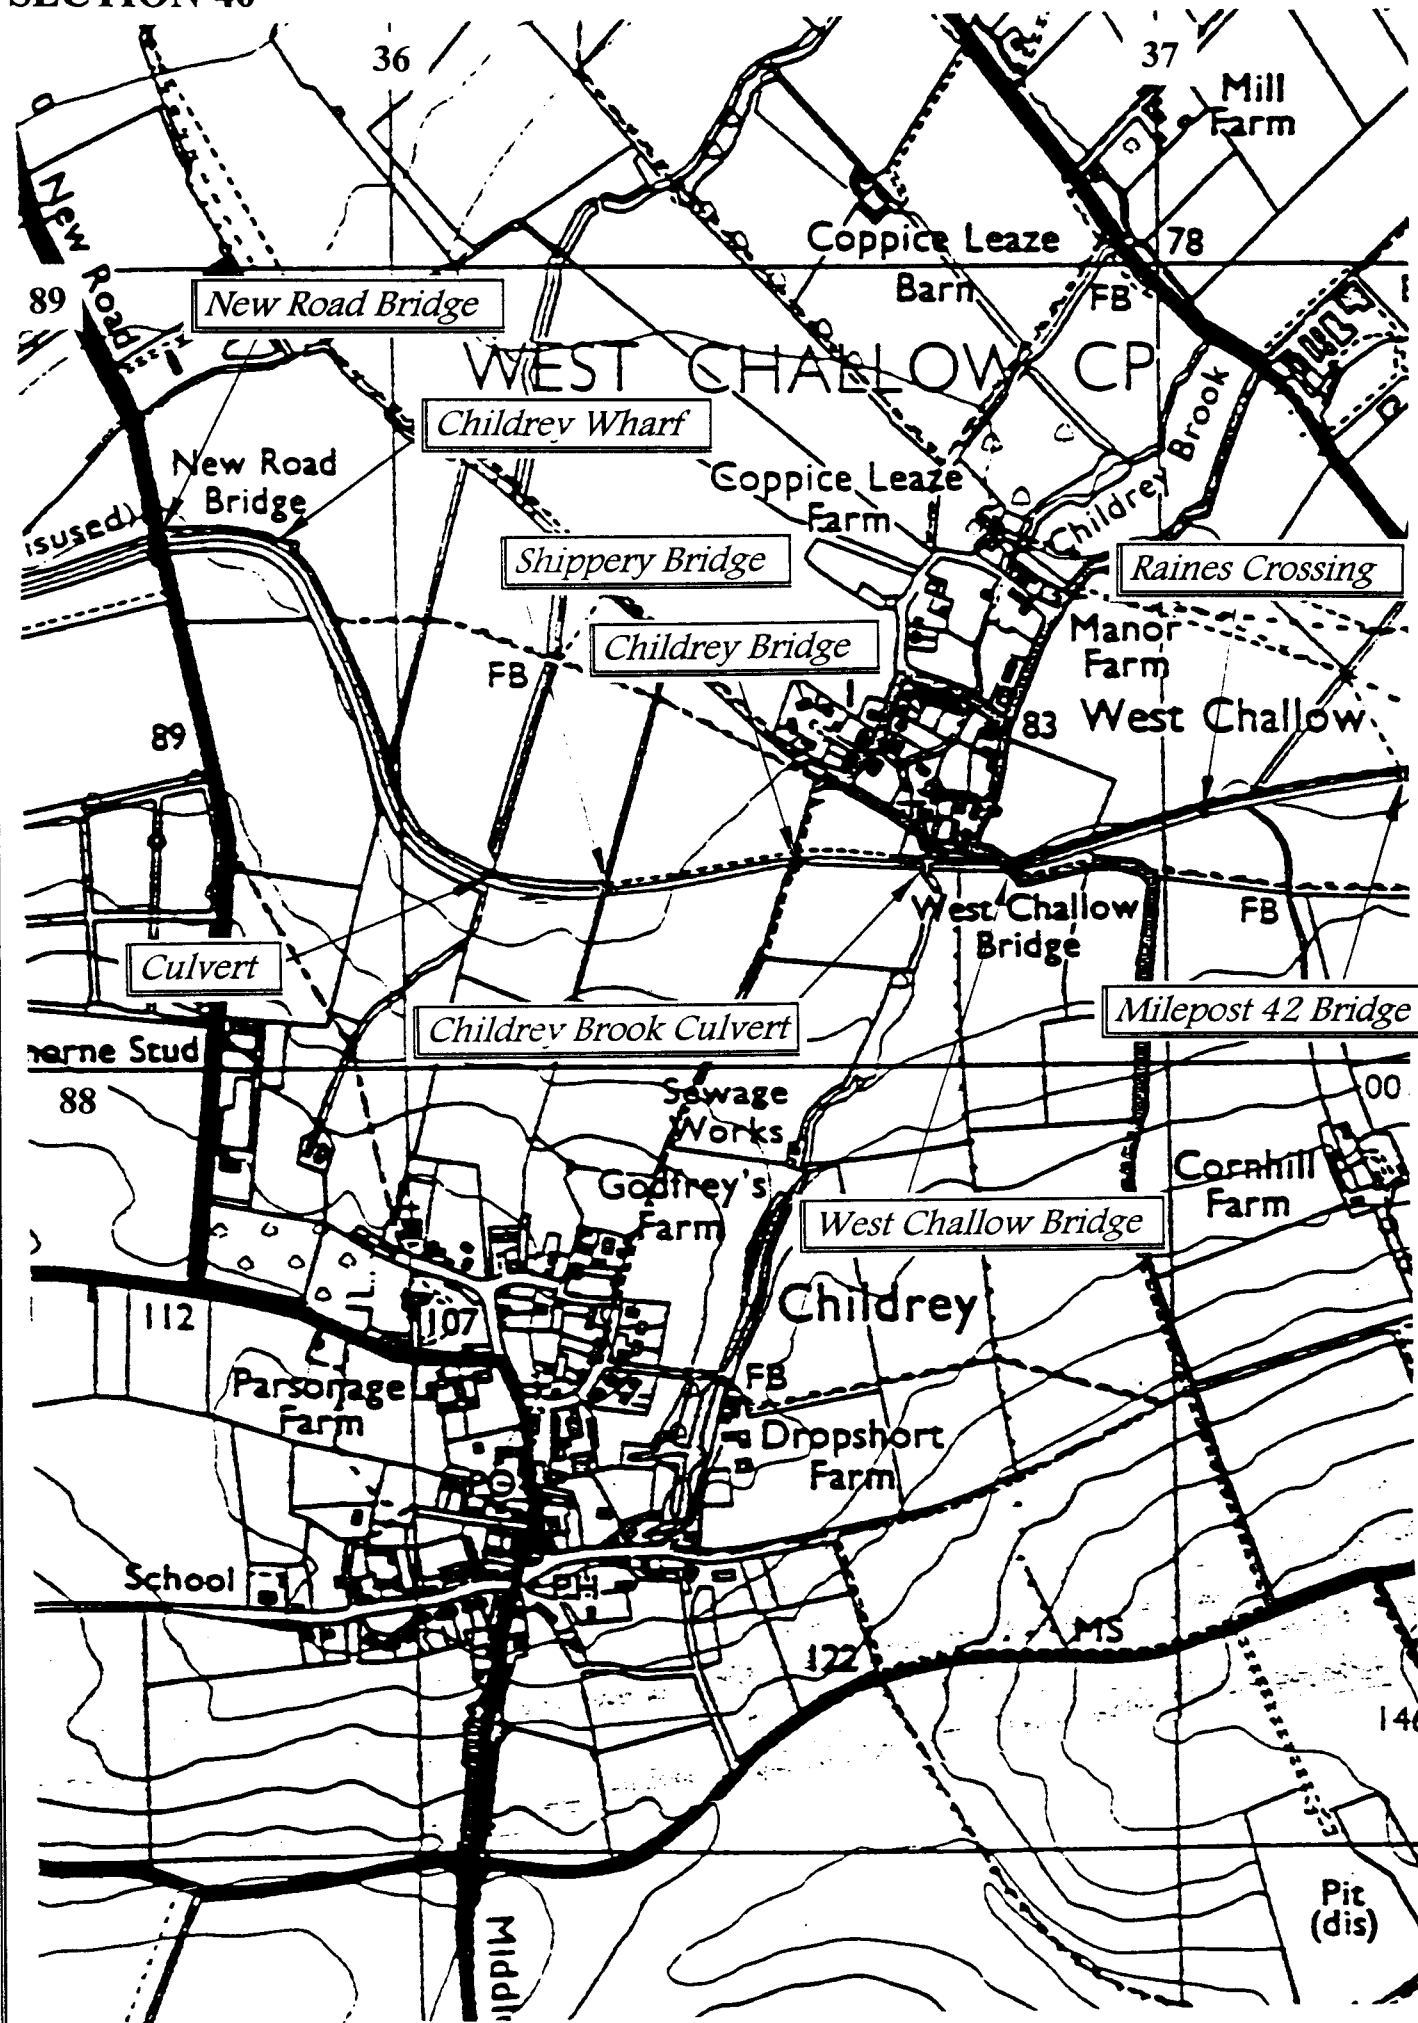 SECTION 40
36
37
Mill
Farm
New Road
Coppice Leaze
Barn
78
FB
89
New Road Bridge
WEST CHALLOW CP
Childrey Wharf
Childrey Brook
New Road
Bridge
Coppice Leaze
Farm
isused)
Shippery Bridge
Raines Crossing
Childrey Bridge
Manor
Farm
FB
89
83
West Challow
West Challow
Bridge
FB
Culvert
Childrey Brook Culvert
Milepost 42 Bridge
Stud
88
00
Sewage
Works
Cornhill
Farm
Godfrey's
Farm
West Challow Bridge
Childrey
112
107
Parsonage
Farm
FB
Dropshort
Farm
School
PH
MS
122
Pit
(dis)